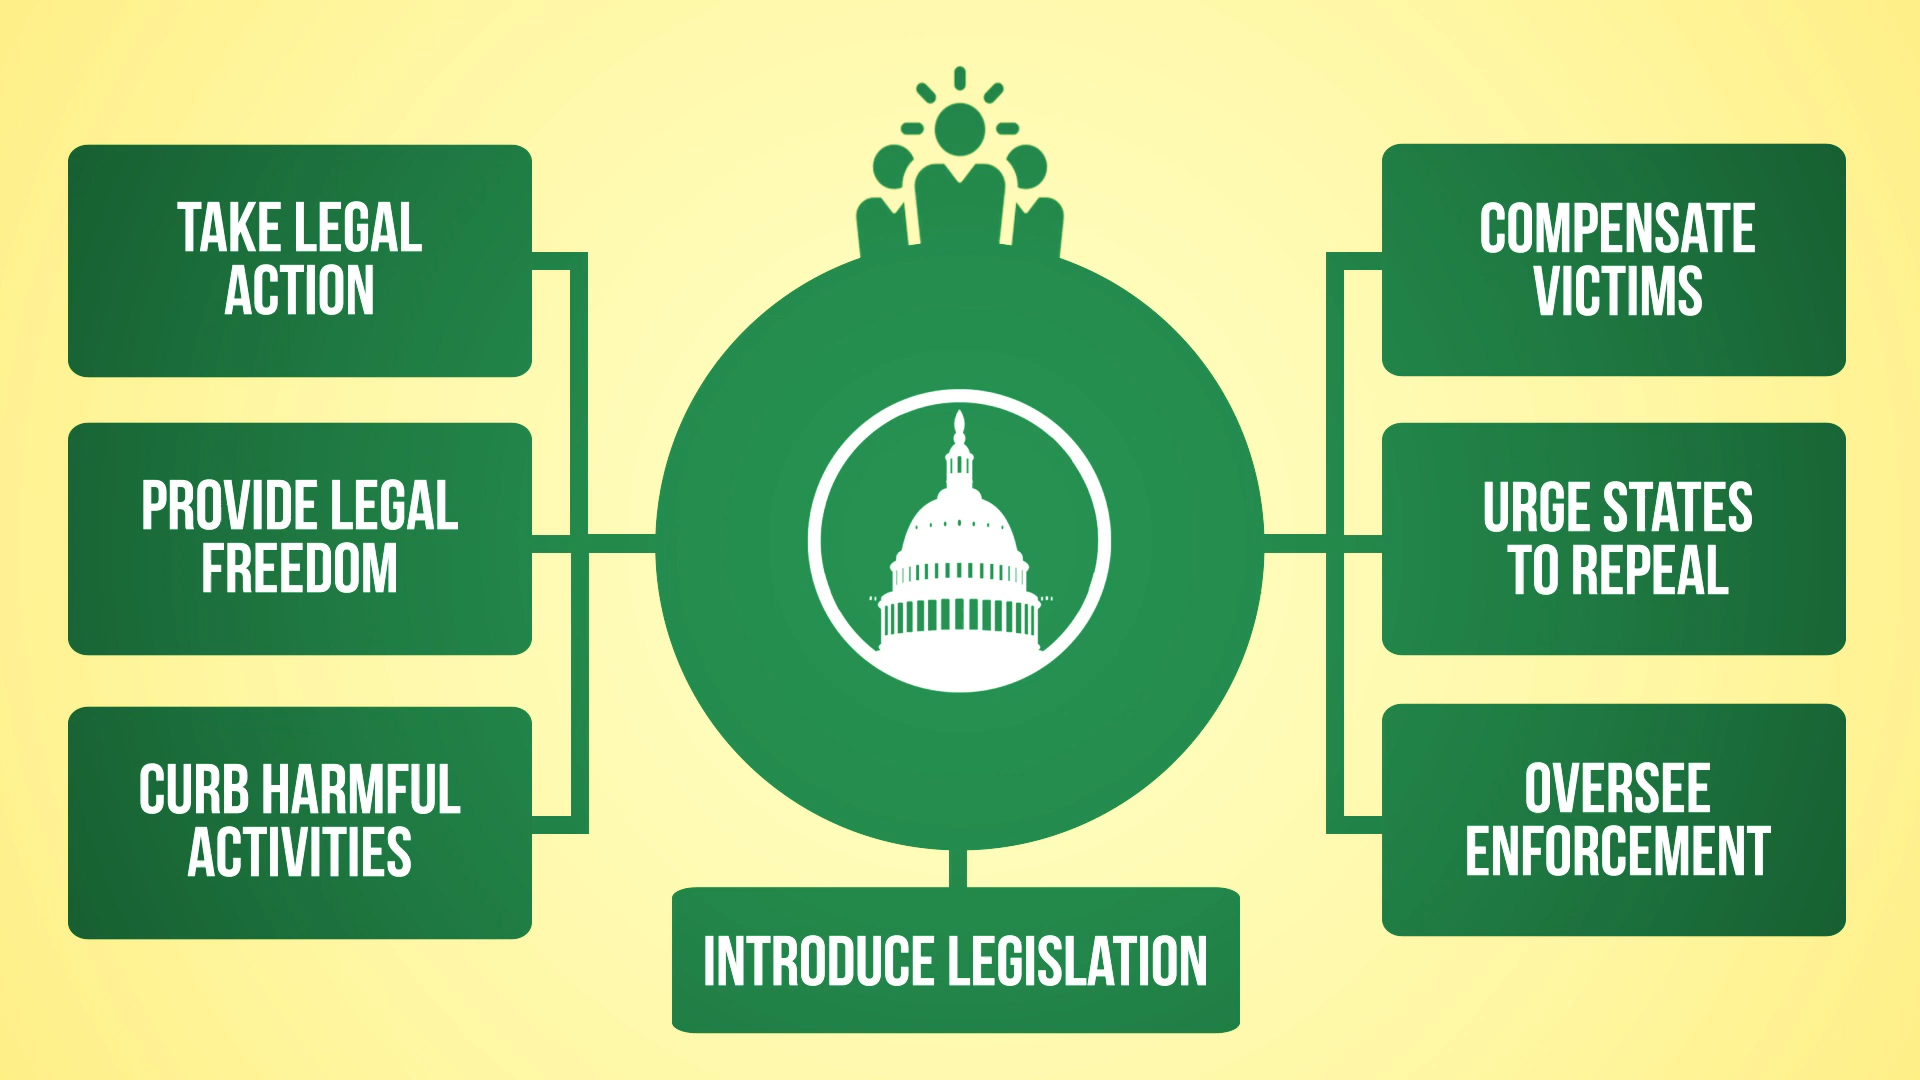 TAKE LEGAL
ACTION
PROVIDE LEGAL
FREEDOM
CURB HARMFUL
ACTIVITIES
COMPENSATE
VICTIMS
URGE STATES
TO REPEAL
OVERSEE
ENFORCEMENT
INTRODUCE LEGISLATION